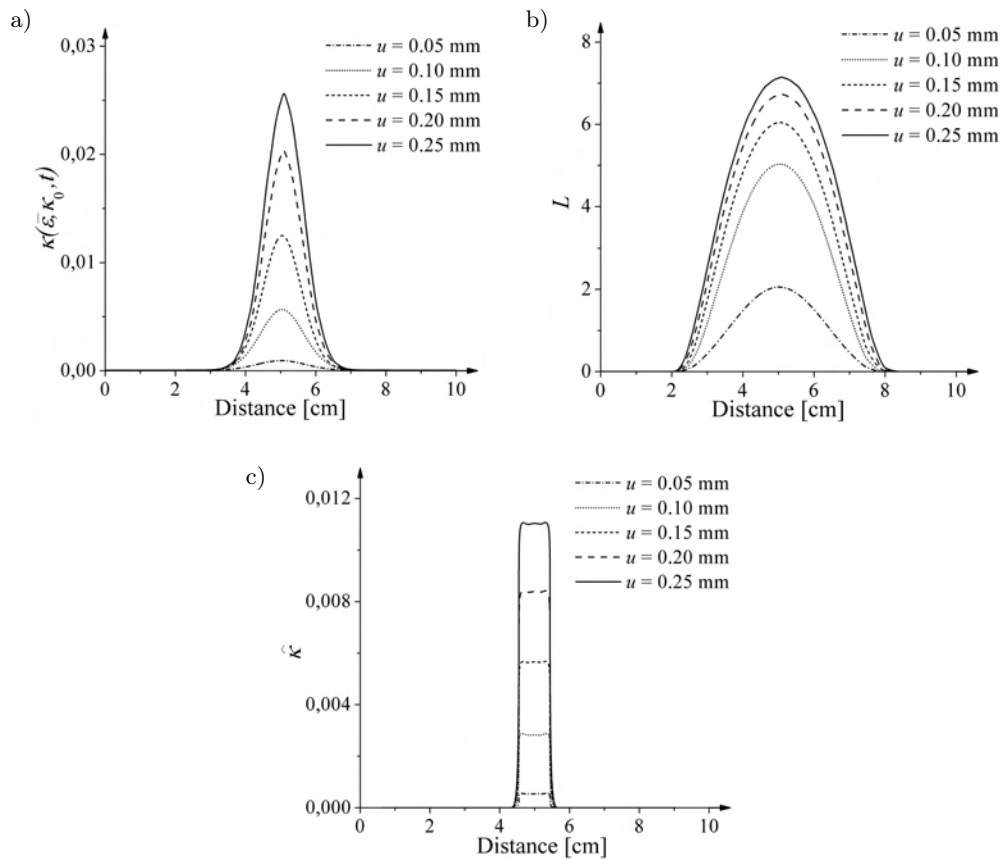 a)
0,03
0,02
0,01
0,00
κ(ε̄,κ₀,t)
u = 0.05 mm
u = 0.10 mm
u = 0.15 mm
u = 0.20 mm
u = 0.25 mm
0 2 4 6 8 10
Distance [cm]
b)
8
6
4
2
0
L
u = 0.05 mm
u = 0.10 mm
u = 0.15 mm
u = 0.20 mm
u = 0.25 mm
0 2 4 6 8 10
Distance [cm]
c)
0,012
0,008
0,004
0,000
κ̂
u = 0.05 mm
u = 0.10 mm
u = 0.15 mm
u = 0.20 mm
u = 0.25 mm
0 2 4 6 8 10
Distance [cm]